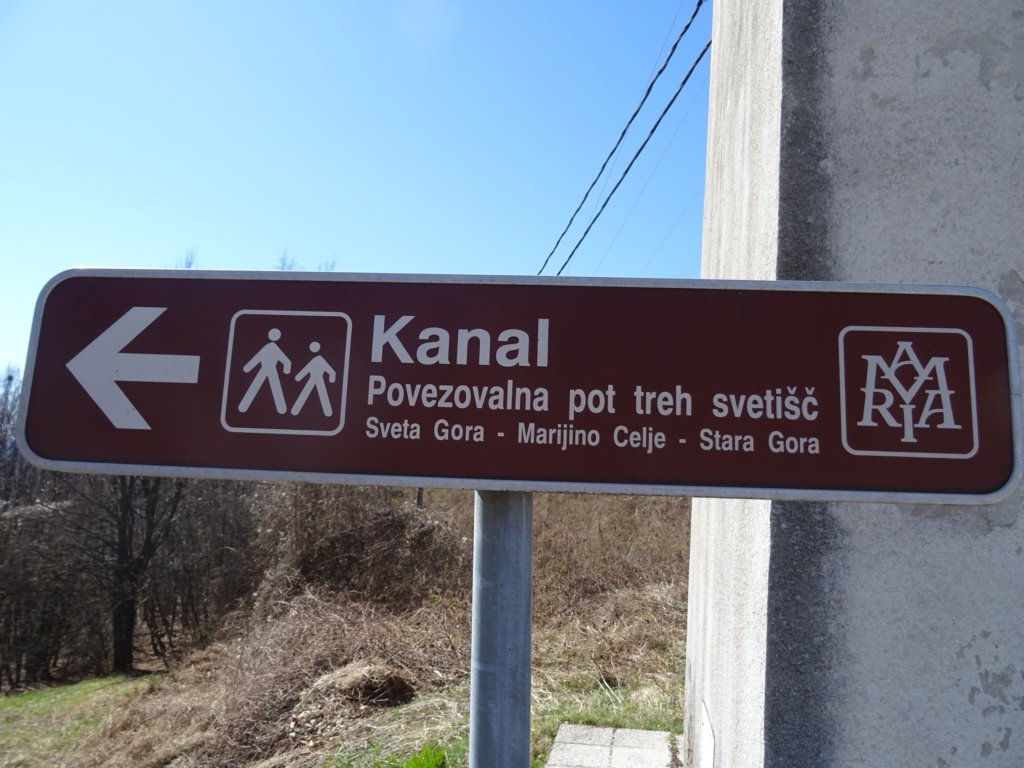 Kanal
Povezovalna pot treh svetišč
Sveta Gora - Marijino Celje - Stara Gora
MARIA